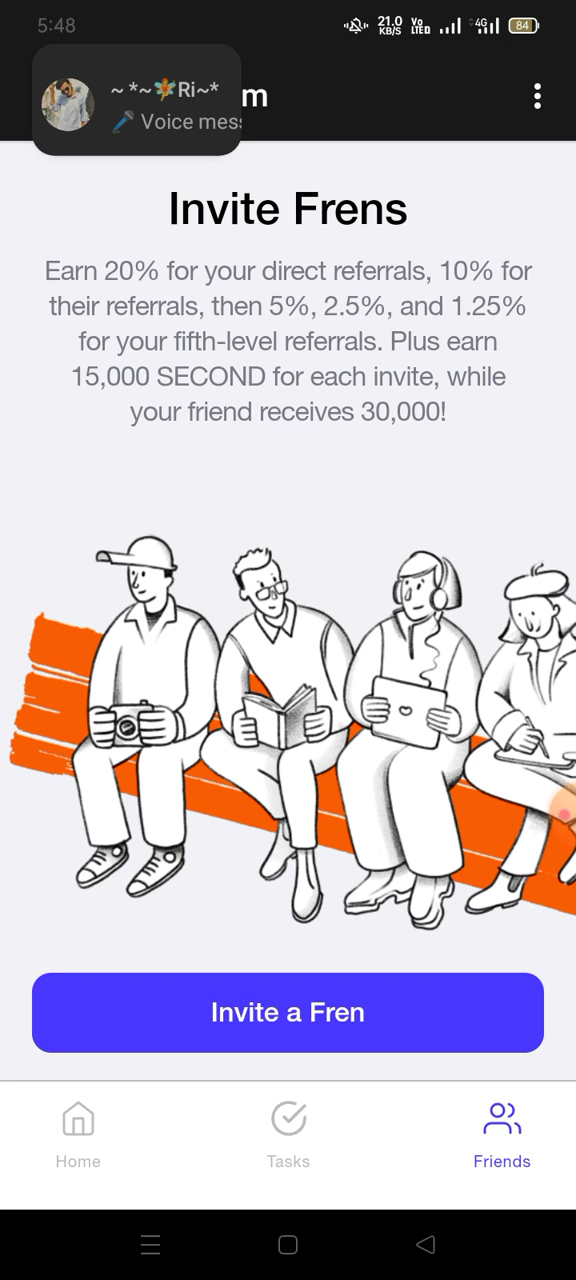 5:48
21.0
KB/S
Vo
LTED
4G
84
~ *~🧚Ri~*
🎤 Voice mess
m
Invite Frens
Earn 20% for your direct referrals, 10% for
their referrals, then 5%, 2.5%, and 1.25%
for your fifth-level referrals. Plus earn
15,000 SECOND for each invite, while
your friend receives 30,000!
Invite a Fren
Home
Tasks
Friends